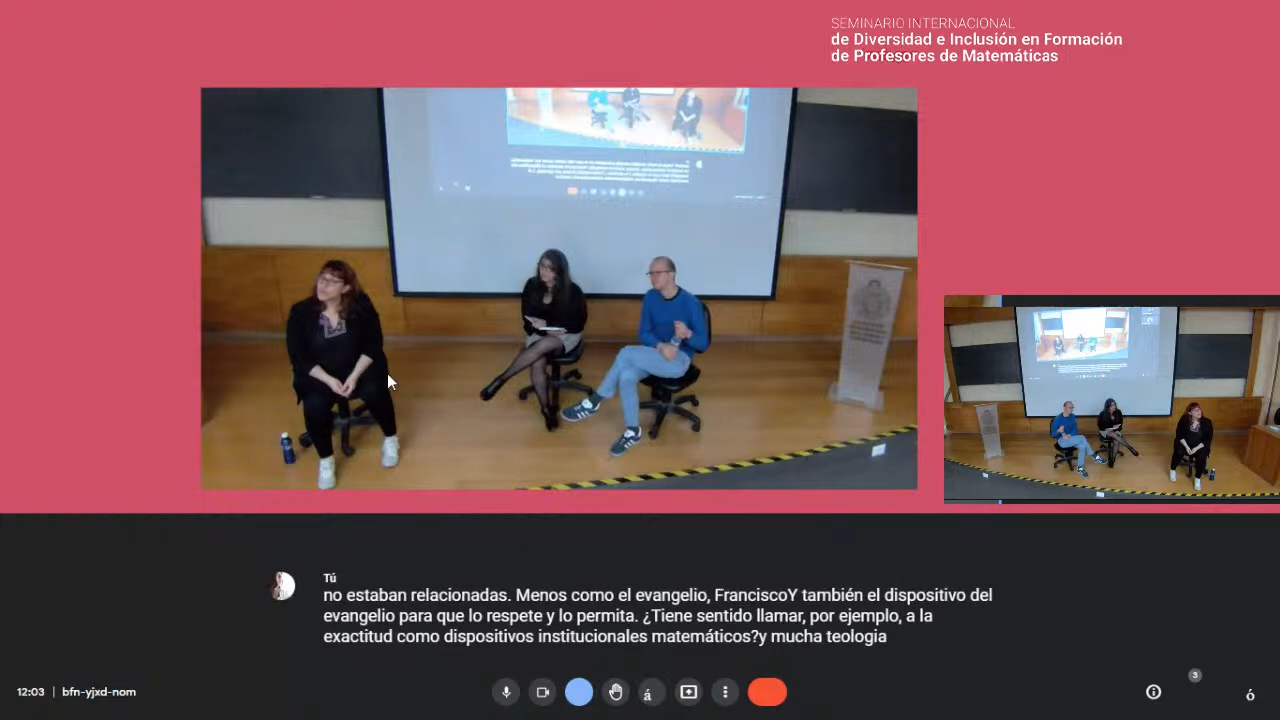 SEMINARIO INTERNACIONAL
de Diversidad e Inclusión en Formación
de Profesores de Matemáticas
Tú
no estaban relacionadas. Menos como el evangelio, FranciscoY también el dispositivo del
evangelio para que lo respete y lo permita. ¿Tiene sentido llamar, por ejemplo, a la
exactitud como dispositivos institucionales matemáticos?y mucha teologia
12:03 | bfn-yjxd-nom
á
3
ó